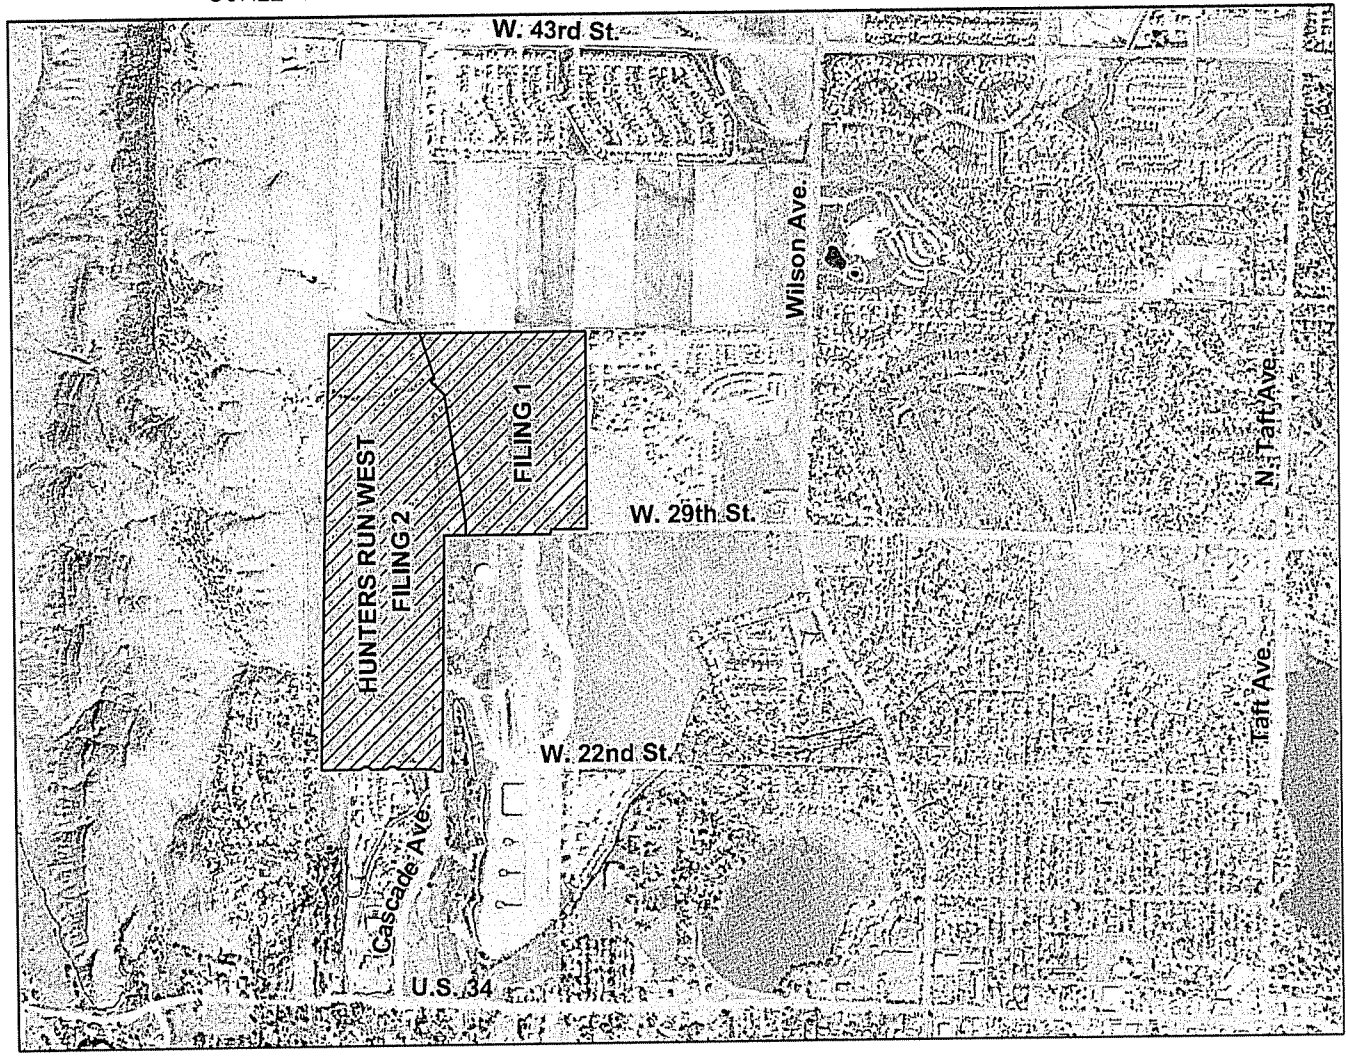 W. 43rd St.
Wilson Ave.
N. Taft Ave.
FILING 1
HUNTERS RUN WEST
FILING 2
W. 29th St.
Taft Ave.
W. 22nd St.
Cascade Ave.
U.S. 34